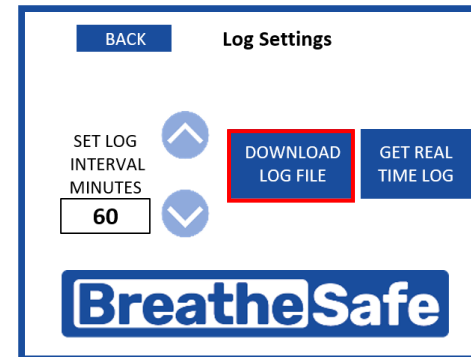 BACK
Log Settings
SET LOG
INTERVAL
MINUTES
60
DOWNLOAD
LOG FILE
GET REAL
TIME LOG
BreatheSafe